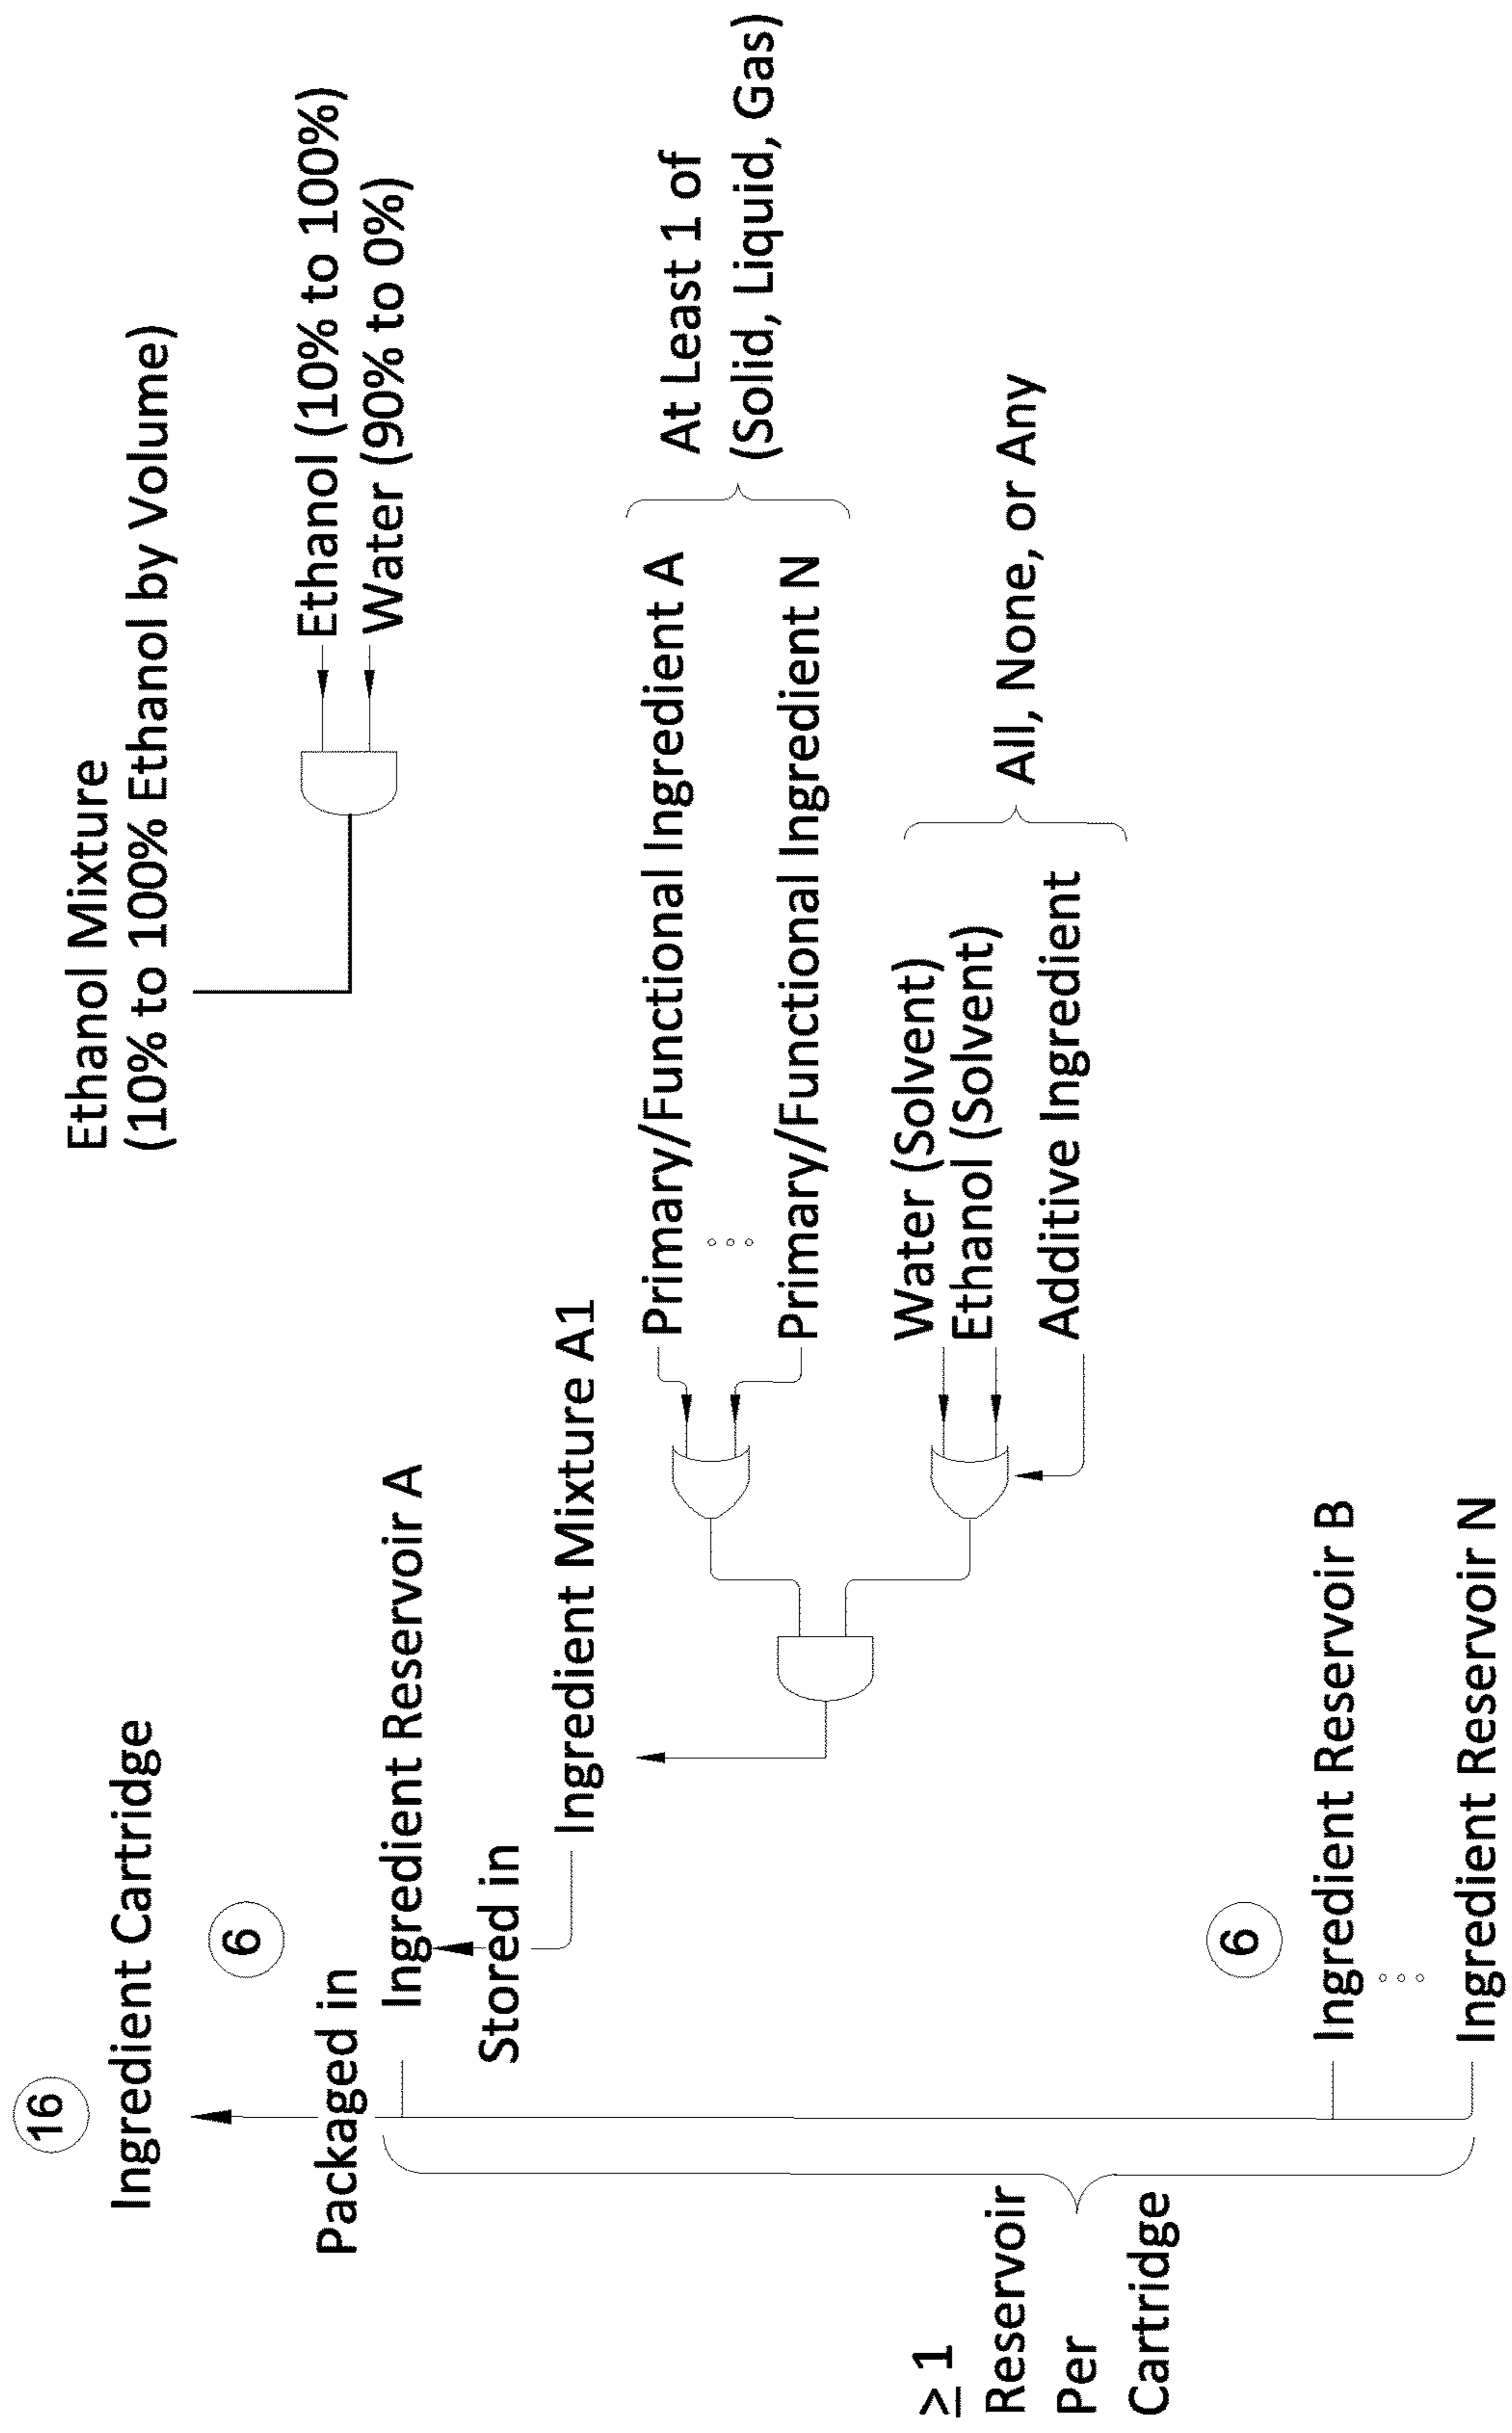 16
Ingredient Cartridge
Packaged in
6
Ingredient Reservoir A
Stored in
Ingredient Mixture A1
Ethanol Mixture
(10% to 100% Ethanol by Volume)
Ethanol (10% to 100%)
Water (90% to 0%)
Primary/Functional Ingredient A
Primary/Functional Ingredient N
At Least 1 of
(Solid, Liquid, Gas)
Water (Solvent)
Ethanol (Solvent)
Additive Ingredient
All, None, or Any
≥ 1
Reservoir
Per
Cartridge
6
Ingredient Reservoir B
Ingredient Reservoir N